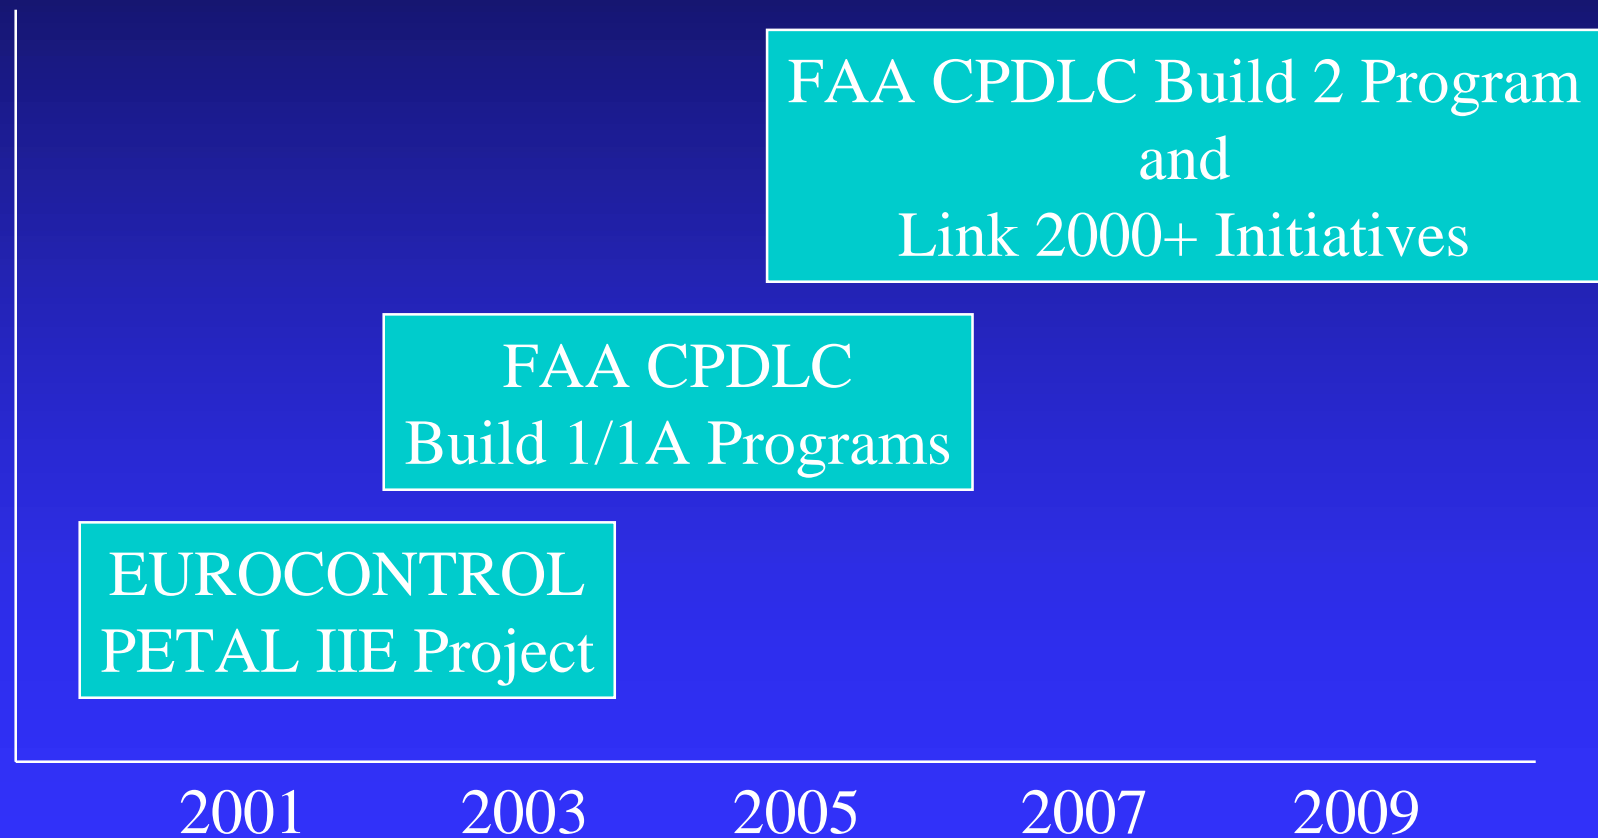 FAA CPDLC Build 2 Program
and
Link 2000+ Initiatives
FAA CPDLC
Build 1/1A Programs
EUROCONTROL
PETAL IIE Project
2001 2003 2005 2007 2009